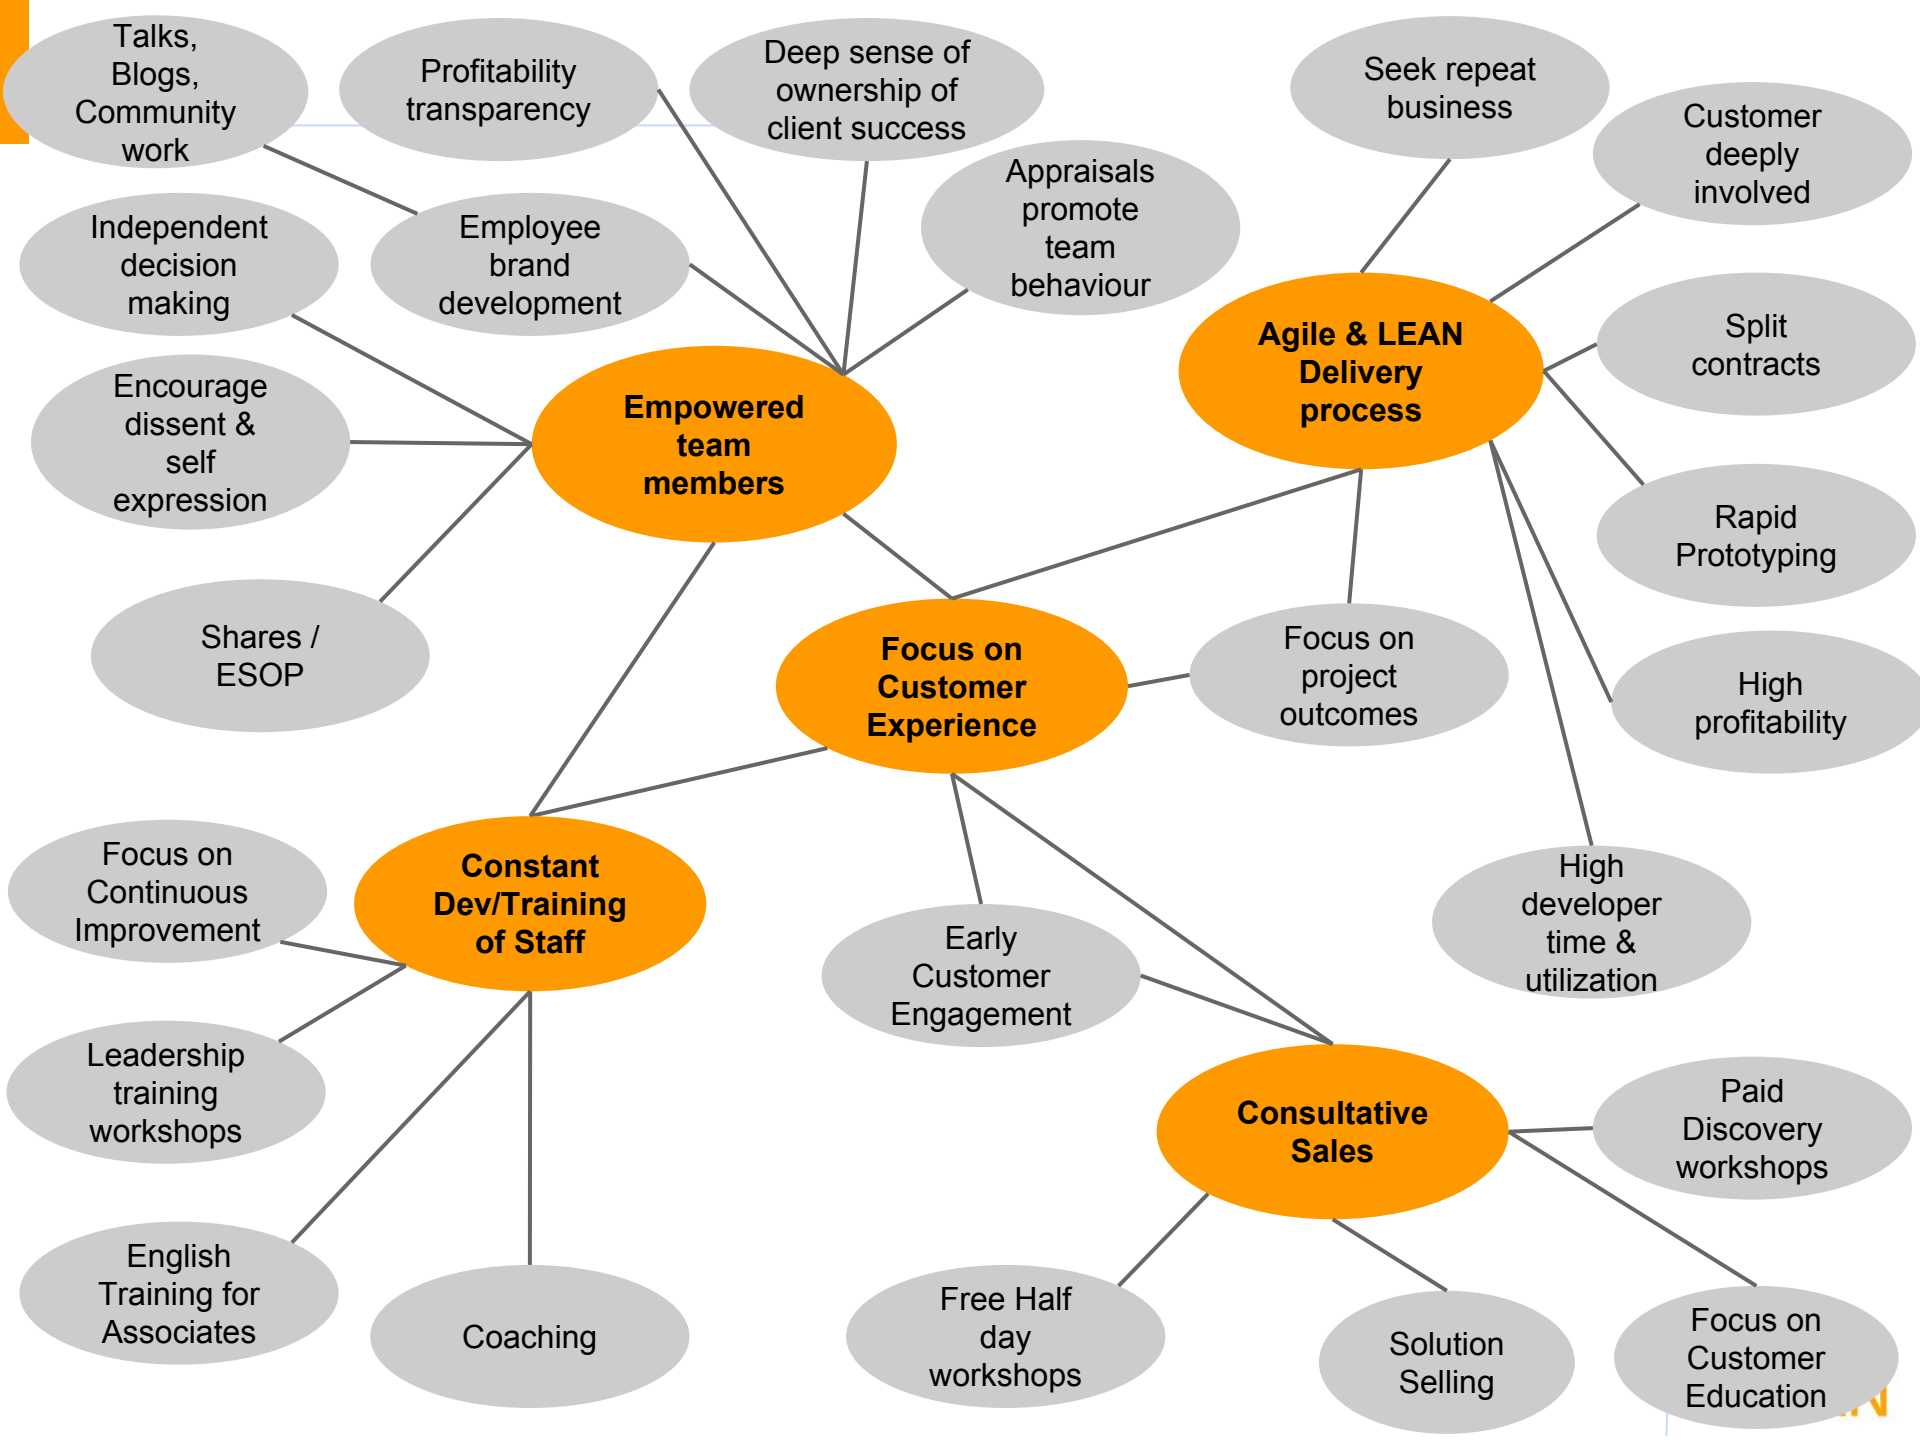 Talks,
Blogs,
Community
work
Profitability
transparency
Deep sense of
ownership of
client success
Seek repeat
business
Customer
deeply
involved
Appraisals
promote
team
behaviour
Independent
decision
making
Employee
brand
development
Agile & LEAN
Delivery
process
Split
contracts
Encourage
dissent &
self
expression
Empowered
team
members
Rapid
Prototyping
Shares /
ESOP
Focus on
Customer
Experience
Focus on
project
outcomes
High
profitability
Focus on
Continuous
Improvement
Constant
Dev/Training
of Staff
Early
Customer
Engagement
High
developer
time &
utilization
Leadership
training
workshops
Consultative
Sales
Paid
Discovery
workshops
English
Training for
Associates
Coaching
Free Half
day
workshops
Solution
Selling
Focus on
Customer
Education